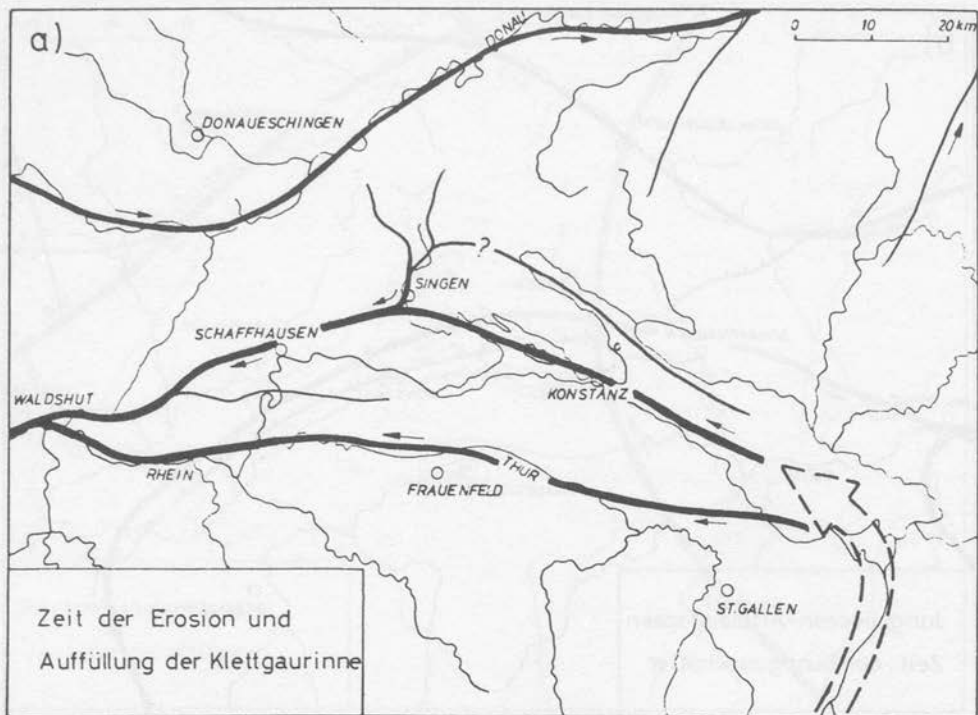 a)
DONAU
0 10 20 km
DONAUESCHINGEN
?
SINGEN
SCHAFFHAUSEN
WALDSHUT
KONSTANZ
RHEIN
THUR
FRAUENFELD
ST.GALLEN
Zeit der Erosion und
Auffüllung der Klettgaurinne